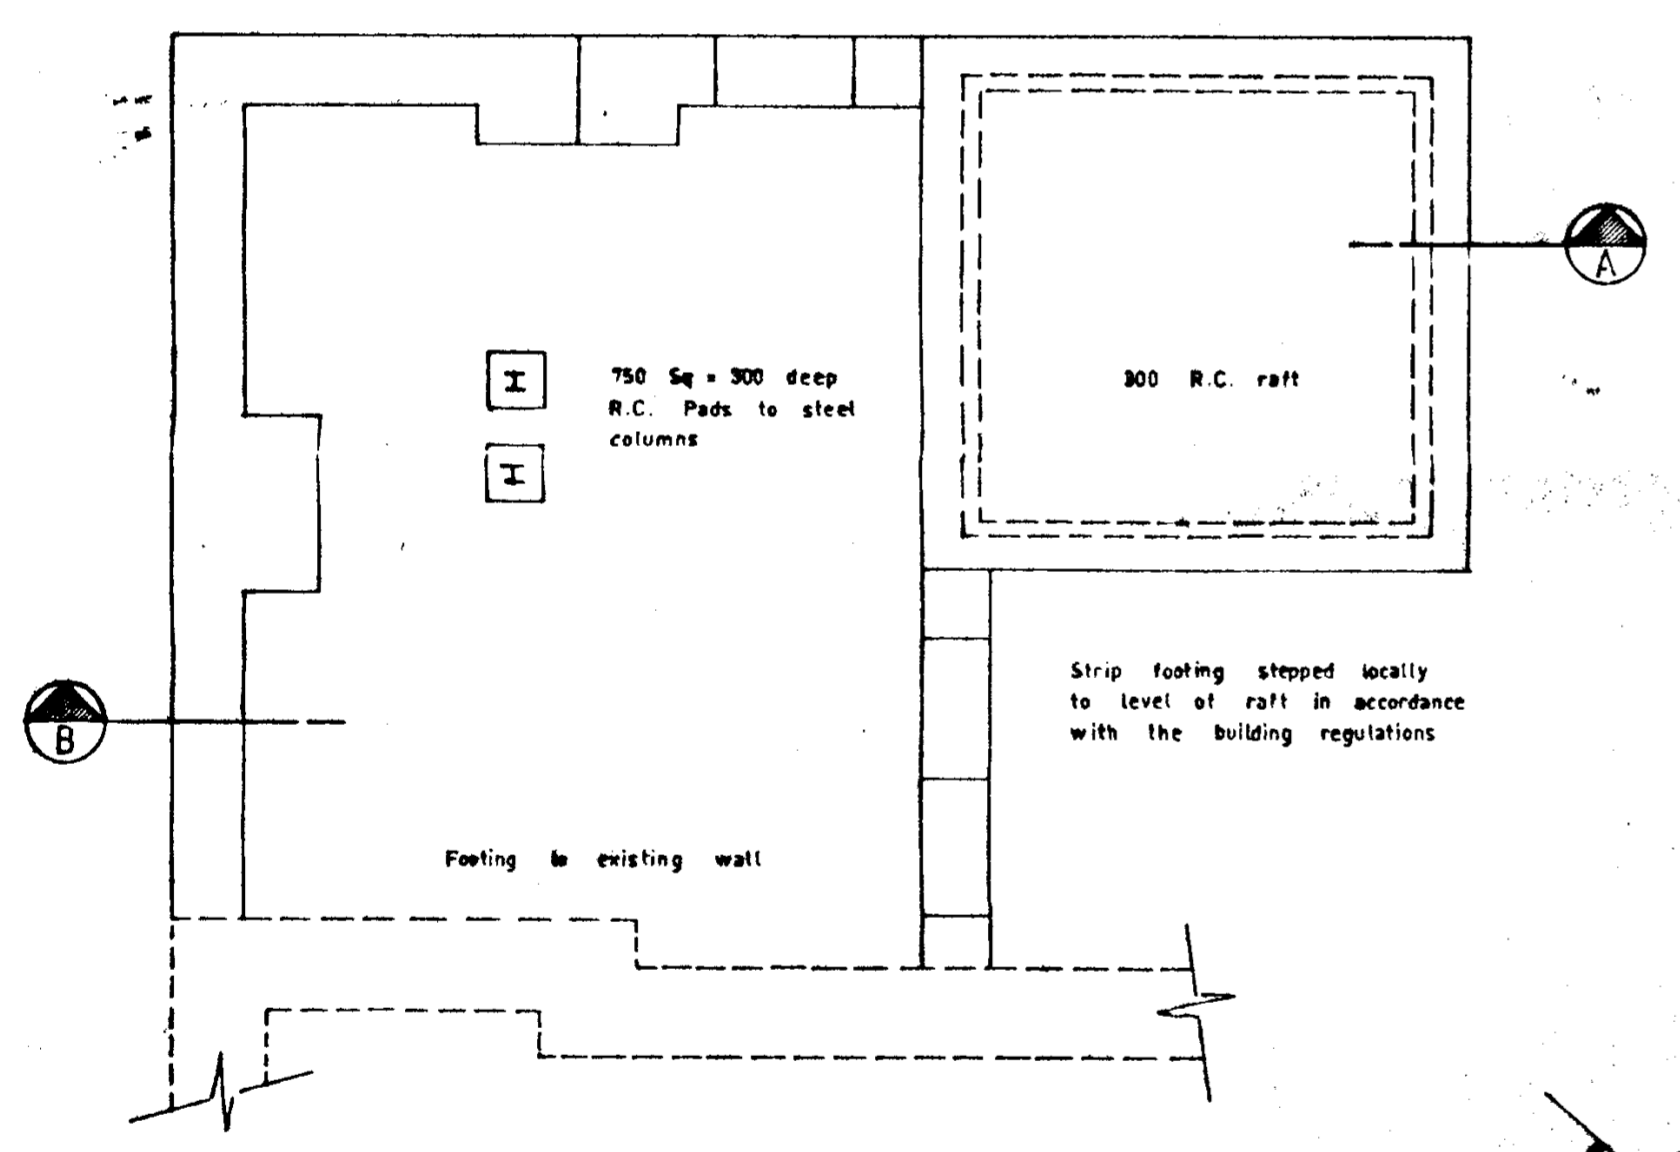 A
750 Sq × 300 deep
R.C. Pads to steel
columns
300 R.C. raft
Strip footing stepped locally
to level of raft in accordance
with the building regulations
B
Footing to existing wall